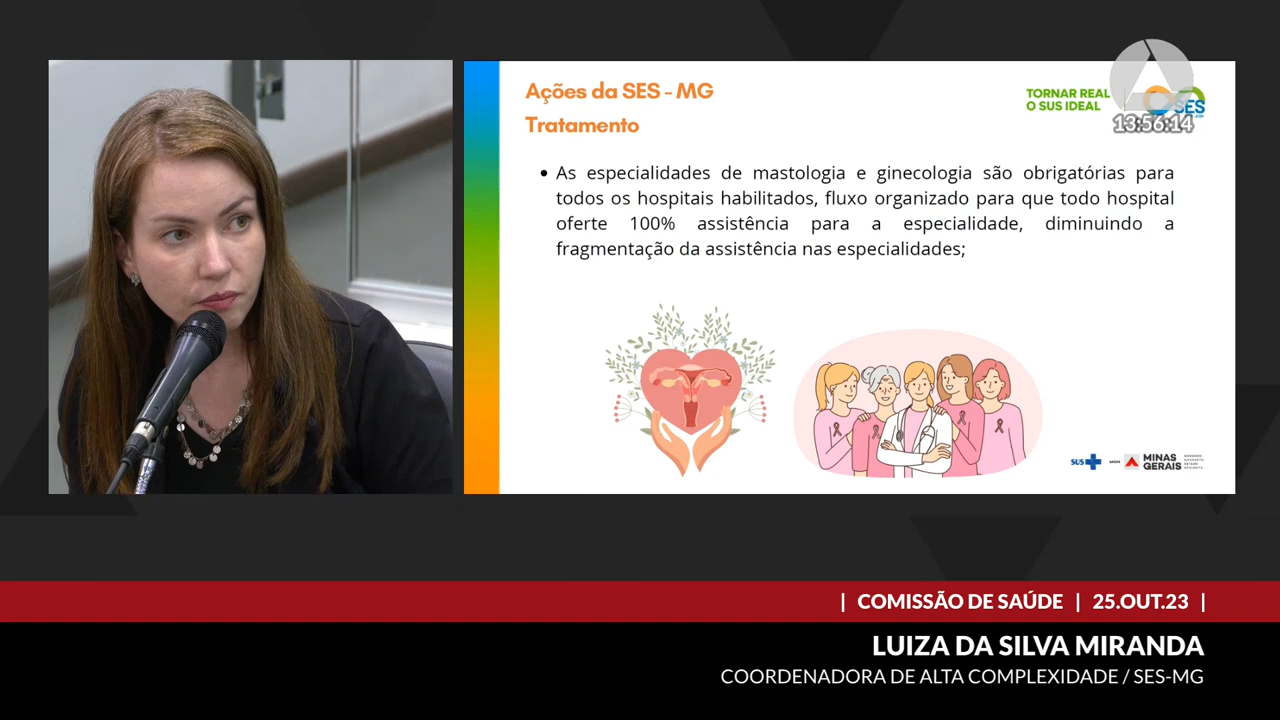 Ações da SES - MG
Tratamento
TORNAR REAL
O SUS IDEAL
SES
13:56:14
• As especialidades de mastologia e ginecologia são obrigatórias para
todos os hospitais habilitados, fluxo organizado para que todo hospital
oferte 100% assistência para a especialidade, diminuindo a
fragmentação da assistência nas especialidades;
SUS
MINAS
GERAIS
| COMISSÃO DE SAÚDE | 25.OUT.23 |
LUIZA DA SILVA MIRANDA
COORDENADORA DE ALTA COMPLEXIDADE / SES-MG